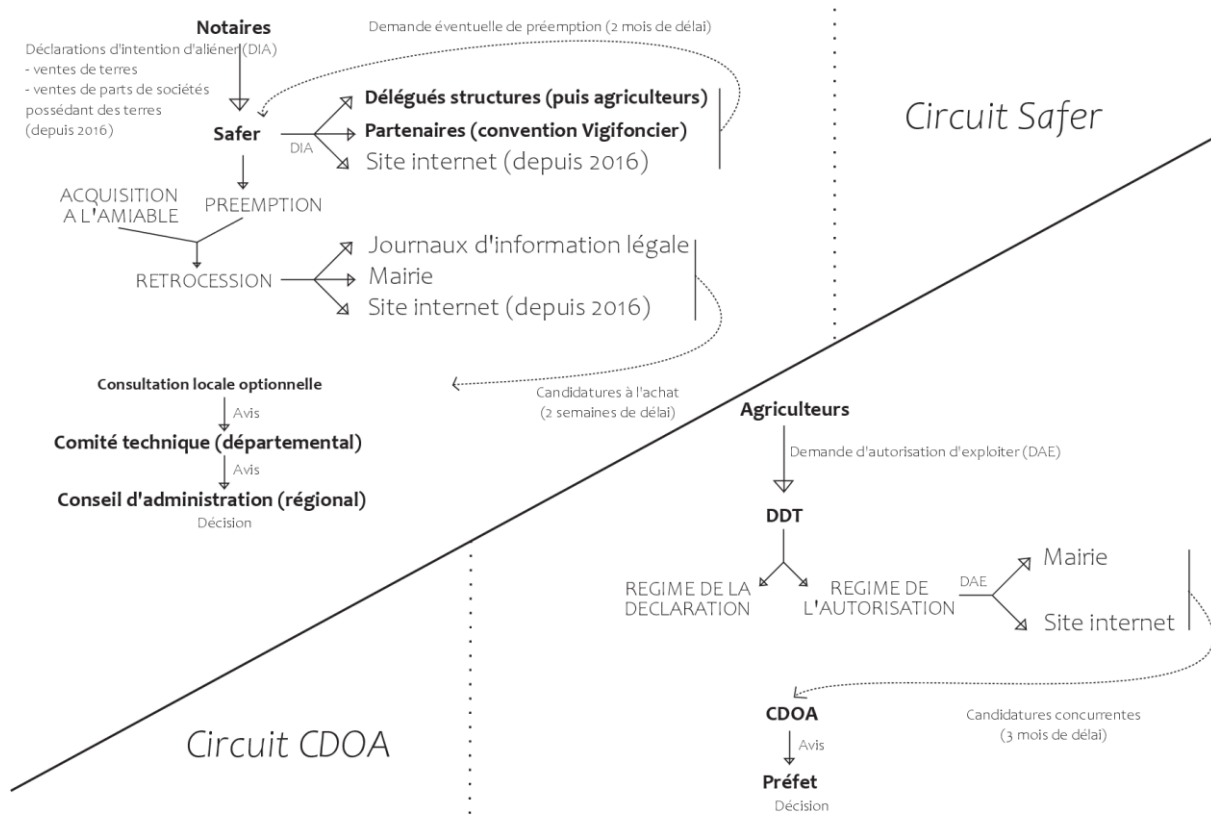 Notaires
Déclarations d'intention d'aliéner (DIA)
- ventes de terres
- ventes de parts de sociétés
possédant des terres
(depuis 2016)
Demande éventuelle de préemption (2 mois de délai)
Safer
DIA
Délégués structures (puis agriculteurs)
Partenaires (convention Vigifoncier)
Site internet (depuis 2016)
Circuit Safer
ACQUISITION
A L'AMIABLE
PREEMPTION
RETROCESSION
Journaux d'information légale
Mairie
Site internet (depuis 2016)
Candidatures à l'achat
(2 semaines de délai)
Consultation locale optionnelle
Avis
Comité technique (départemental)
Avis
Conseil d'administration (régional)
Décision
Agriculteurs
Demande d'autorisation d'exploiter (DAE)
DDT
REGIME DE LA
DECLARATION
REGIME DE
L'AUTORISATION
DAE
Mairie
Site internet
Candidatures concurrentes
(3 mois de délai)
CDOA
Avis
Préfet
Décision
Circuit CDOA